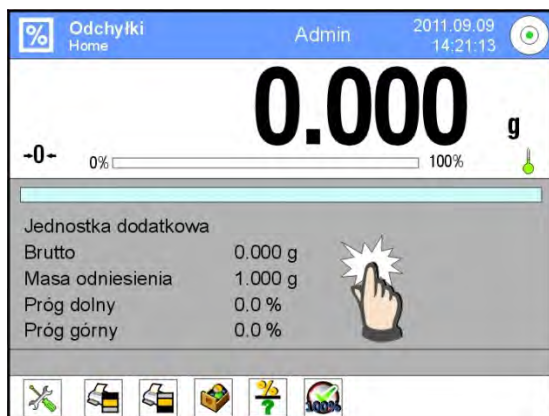 Odchyłki
Home
Admin
2011.09.09
14:21:13
0.000 g
→0←
0% 100%
Jednostka dodatkowa
Brutto 0.000 g
Masa odniesienia 1.000 g
Próg dolny 0.0 %
Próg górny 0.0 %
% ?
100%